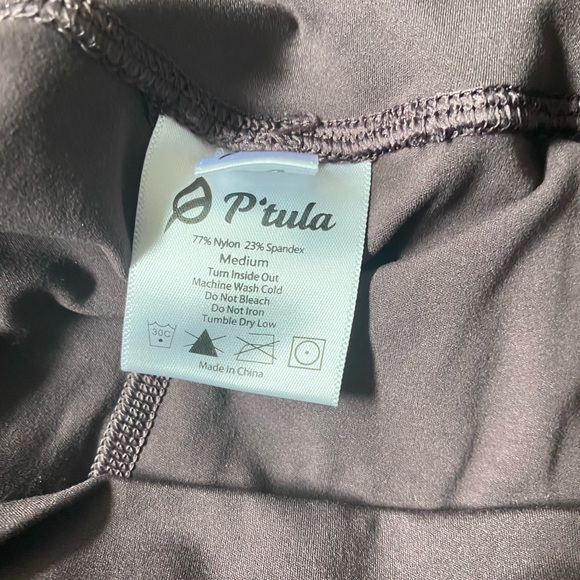 P'tula
77% Nylon 23% Spandex
Medium
Turn Inside Out
Machine Wash Cold
Do Not Bleach
Do Not Iron
Tumble Dry Low
30C
Made In China